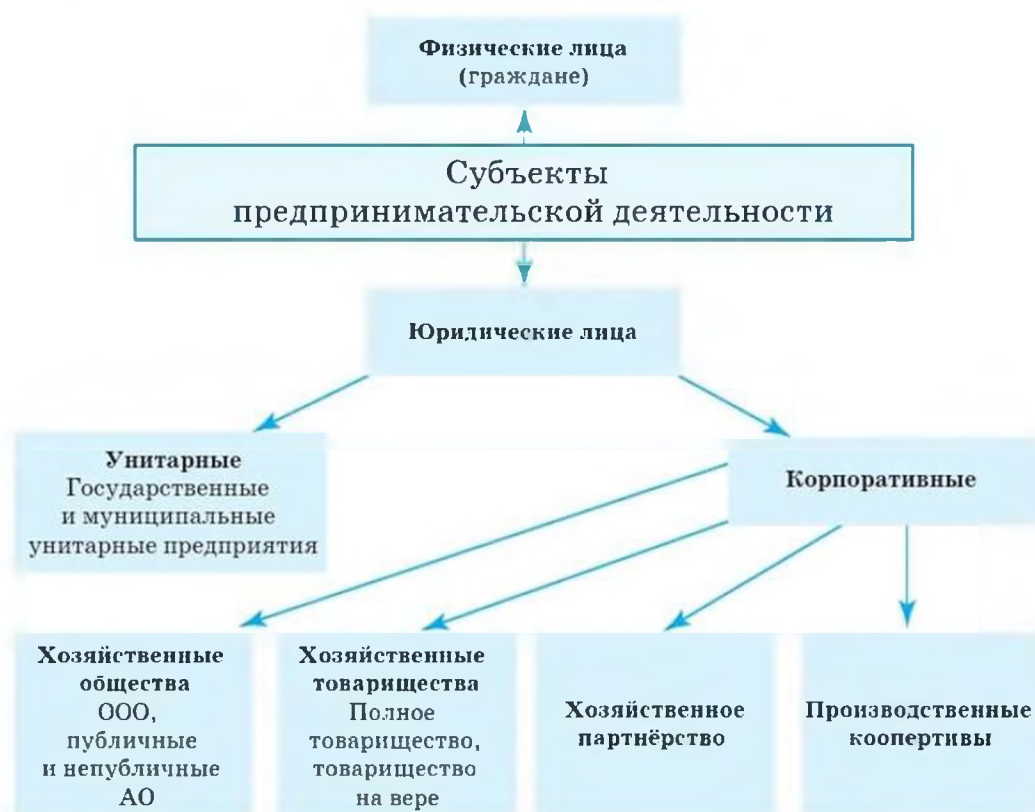 Физические лица
(граждане)
Субъекты
предпринимательской деятельности
Юридические лица
Унитарные
Государственные
и муниципальные
унитарные предприятия
Корпоративные
Хозяйственные
общества
ООО,
публичные
и непубличные
АО
Хозяйственные
товарищества
Полное
товарищество,
товарищество
на вере
Хозяйственное
партнёрство
Производственные
коопертивы